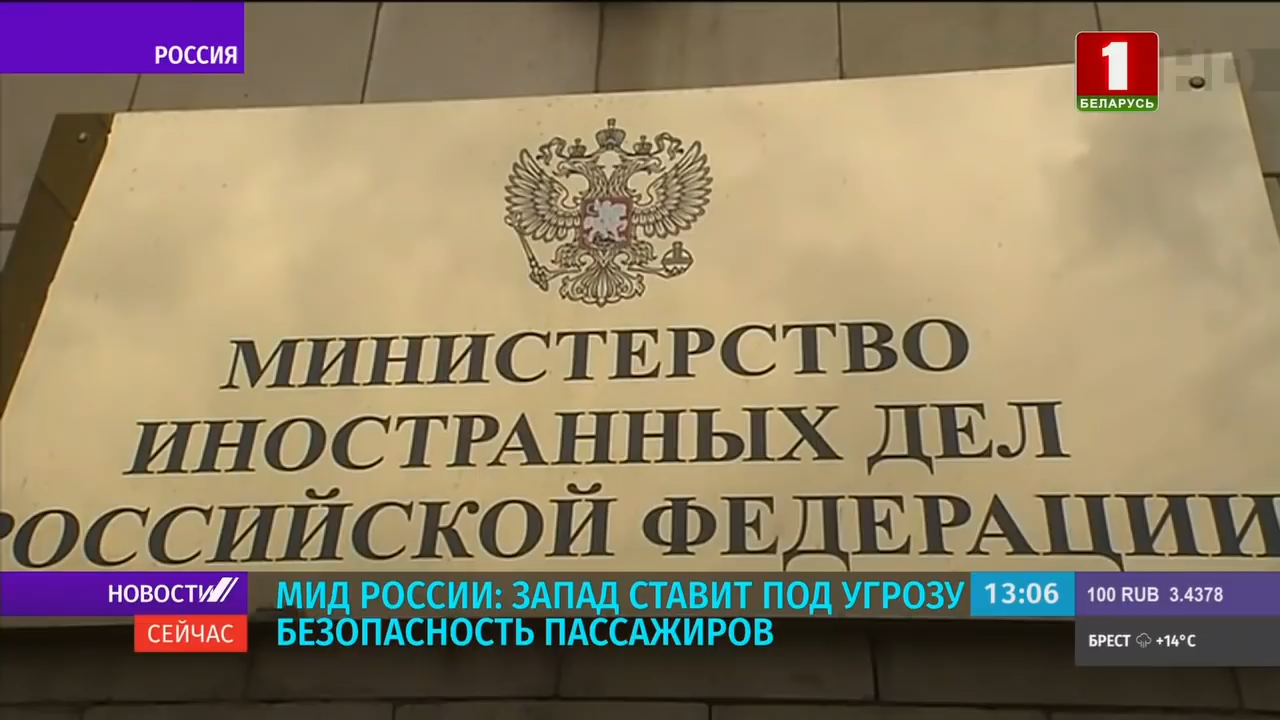 РОССИЯ
1
БЕЛАРУСЬ
МИНИСТЕРСТВО
ИНОСТРАННЫХ ДЕЛ
РОССИЙСКОЙ ФЕДЕРАЦИИ
НОВОСТИ
СЕЙЧАС
МИД РОССИИ: ЗАПАД СТАВИТ ПОД УГРОЗУ
БЕЗОПАСНОСТЬ ПАССАЖИРОВ
13:06
100 RUB 3.4378
БРЕСТ +14°C